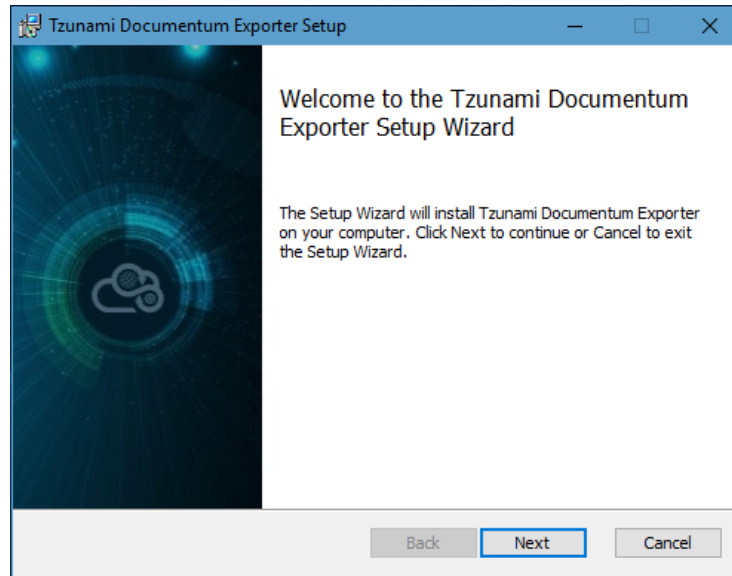 Tzunami Documentum Exporter Setup
Welcome to the Tzunami Documentum
Exporter Setup Wizard
The Setup Wizard will install Tzunami Documentum Exporter
on your computer. Click Next to continue or Cancel to exit
the Setup Wizard.
Back Next Cancel